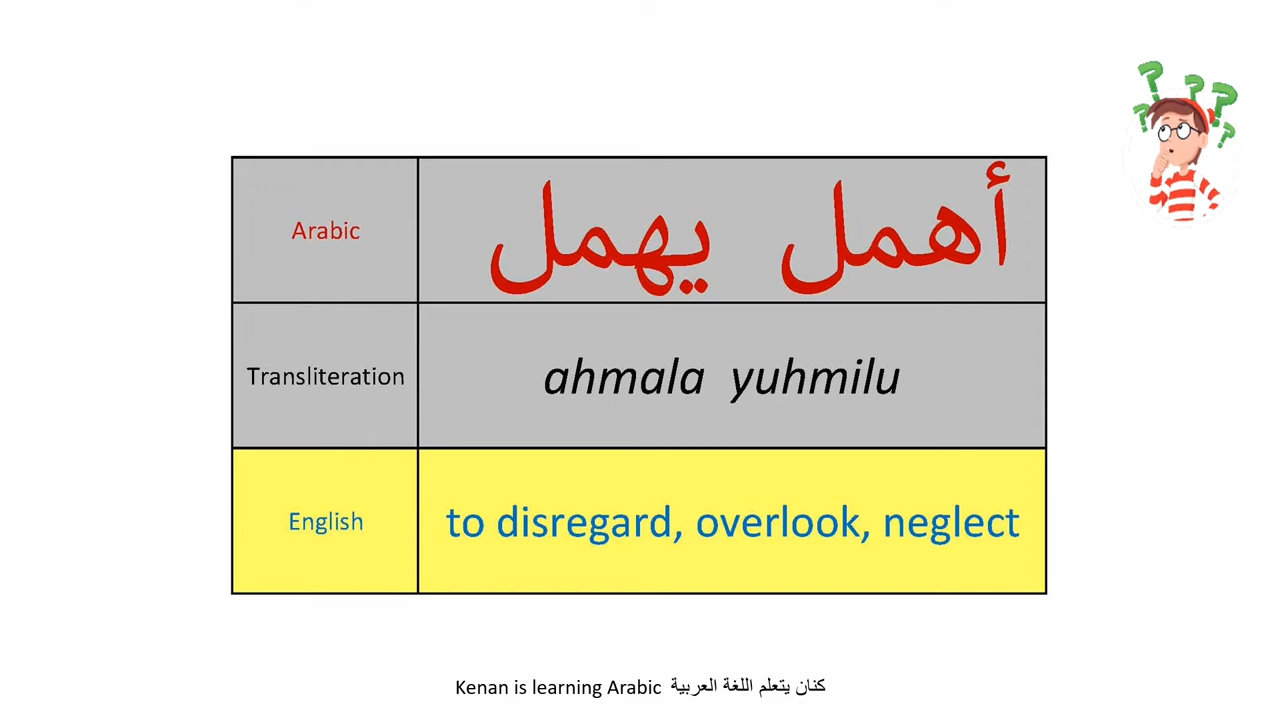 Arabic أهمل يهمل
Transliteration ahmala yuhmilu
English to disregard, overlook, neglect
Kenan is learning Arabic كنان يتعلم اللغة العربية